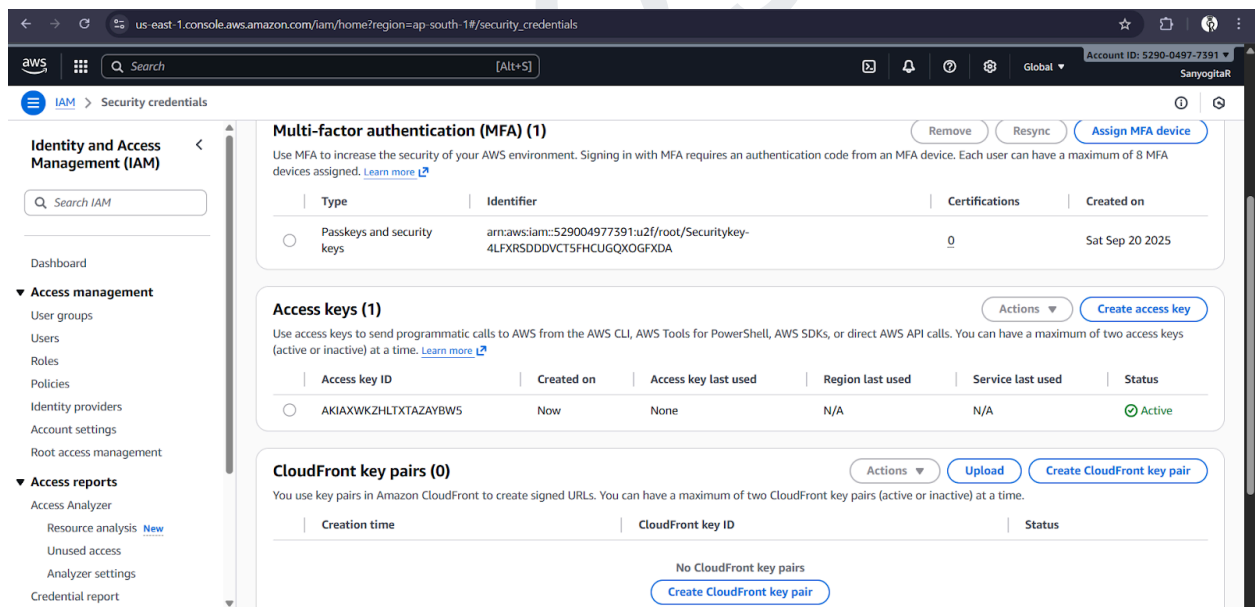 us-east-1.console.aws.amazon.com/iam/home?region=ap-south-1#/security_credentials
aws
Search [Alt+S]
Global
Account ID: 5290-0497-7391
SanyogitaR
IAM > Security credentials
Identity and Access Management (IAM)
Search IAM
Dashboard
Access management
User groups
Users
Roles
Policies
Identity providers
Account settings
Root access management
Access reports
Access Analyzer
Resource analysis New
Unused access
Analyzer settings
Credential report
Multi-factor authentication (MFA) (1)
Remove Resync Assign MFA device
Use MFA to increase the security of your AWS environment. Signing in with MFA requires an authentication code from an MFA device. Each user can have a maximum of 8 MFA
devices assigned. Learn more
Type Identifier Certifications Created on
Passkeys and security keys arn:aws:iam::529004977391:u2f/root/Securitykey-4LFXRSDDDVCT5FHCUGQXOGFXDA 0 Sat Sep 20 2025
Access keys (1)
Actions Create access key
Use access keys to send programmatic calls to AWS from the AWS CLI, AWS Tools for PowerShell, AWS SDKs, or direct AWS API calls. You can have a maximum of two access keys
(active or inactive) at a time. Learn more
Access key ID Created on Access key last used Region last used Service last used Status
AKIAXWKZHLTXTAZAYBW5 Now None N/A N/A Active
CloudFront key pairs (0)
Actions Upload Create CloudFront key pair
You use key pairs in Amazon CloudFront to create signed URLs. You can have a maximum of two CloudFront key pairs (active or inactive) at a time.
Creation time CloudFront key ID Status
No CloudFront key pairs
Create CloudFront key pair